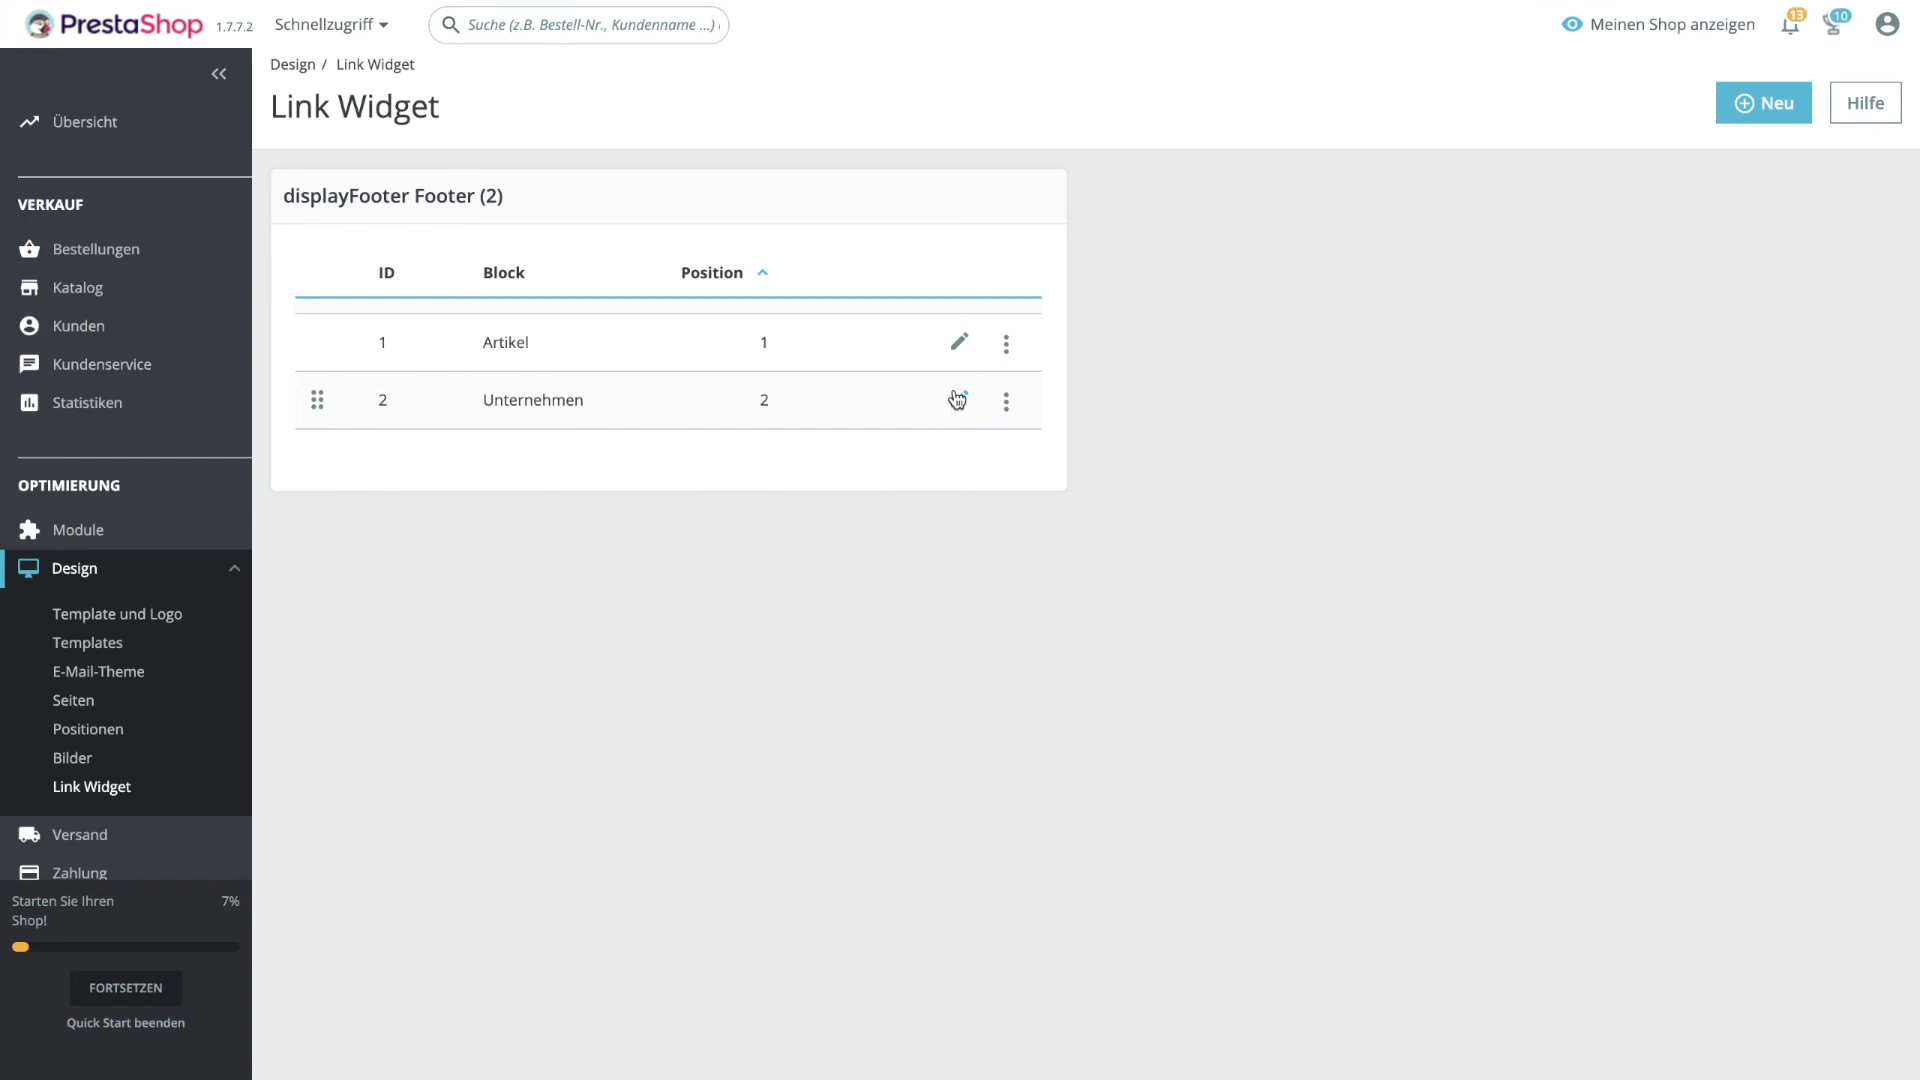 PrestaShop 1.7.7.2 Schnellzugriff Suche (z.B. Bestell-Nr., Kundenname ...) Meinen Shop anzeigen 13 10
Design / Link Widget
Link Widget
Neu Hilfe
Übersicht
VERKAUF
Bestellungen
Katalog
Kunden
Kundenservice
Statistiken
OPTIMIERUNG
Module
Design
Template und Logo
Templates
E-Mail-Theme
Seiten
Positionen
Bilder
Link Widget
Versand
Zahlung
Starten Sie Ihren 7%
Shop!
FORTSETZEN
Quick Start beenden
displayFooter Footer (2)
ID Block Position
1 Artikel 1
2 Unternehmen 2